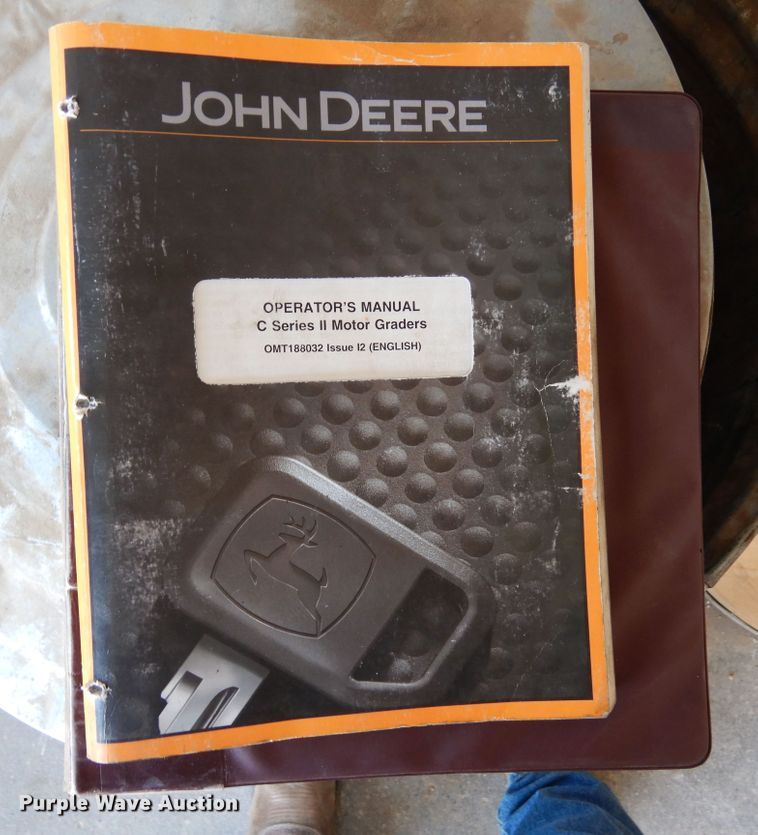 JOHN DEERE
OPERATOR'S MANUAL
C Series II Motor Graders
OMT188032 Issue I2 (ENGLISH)
Purple Wave Auction